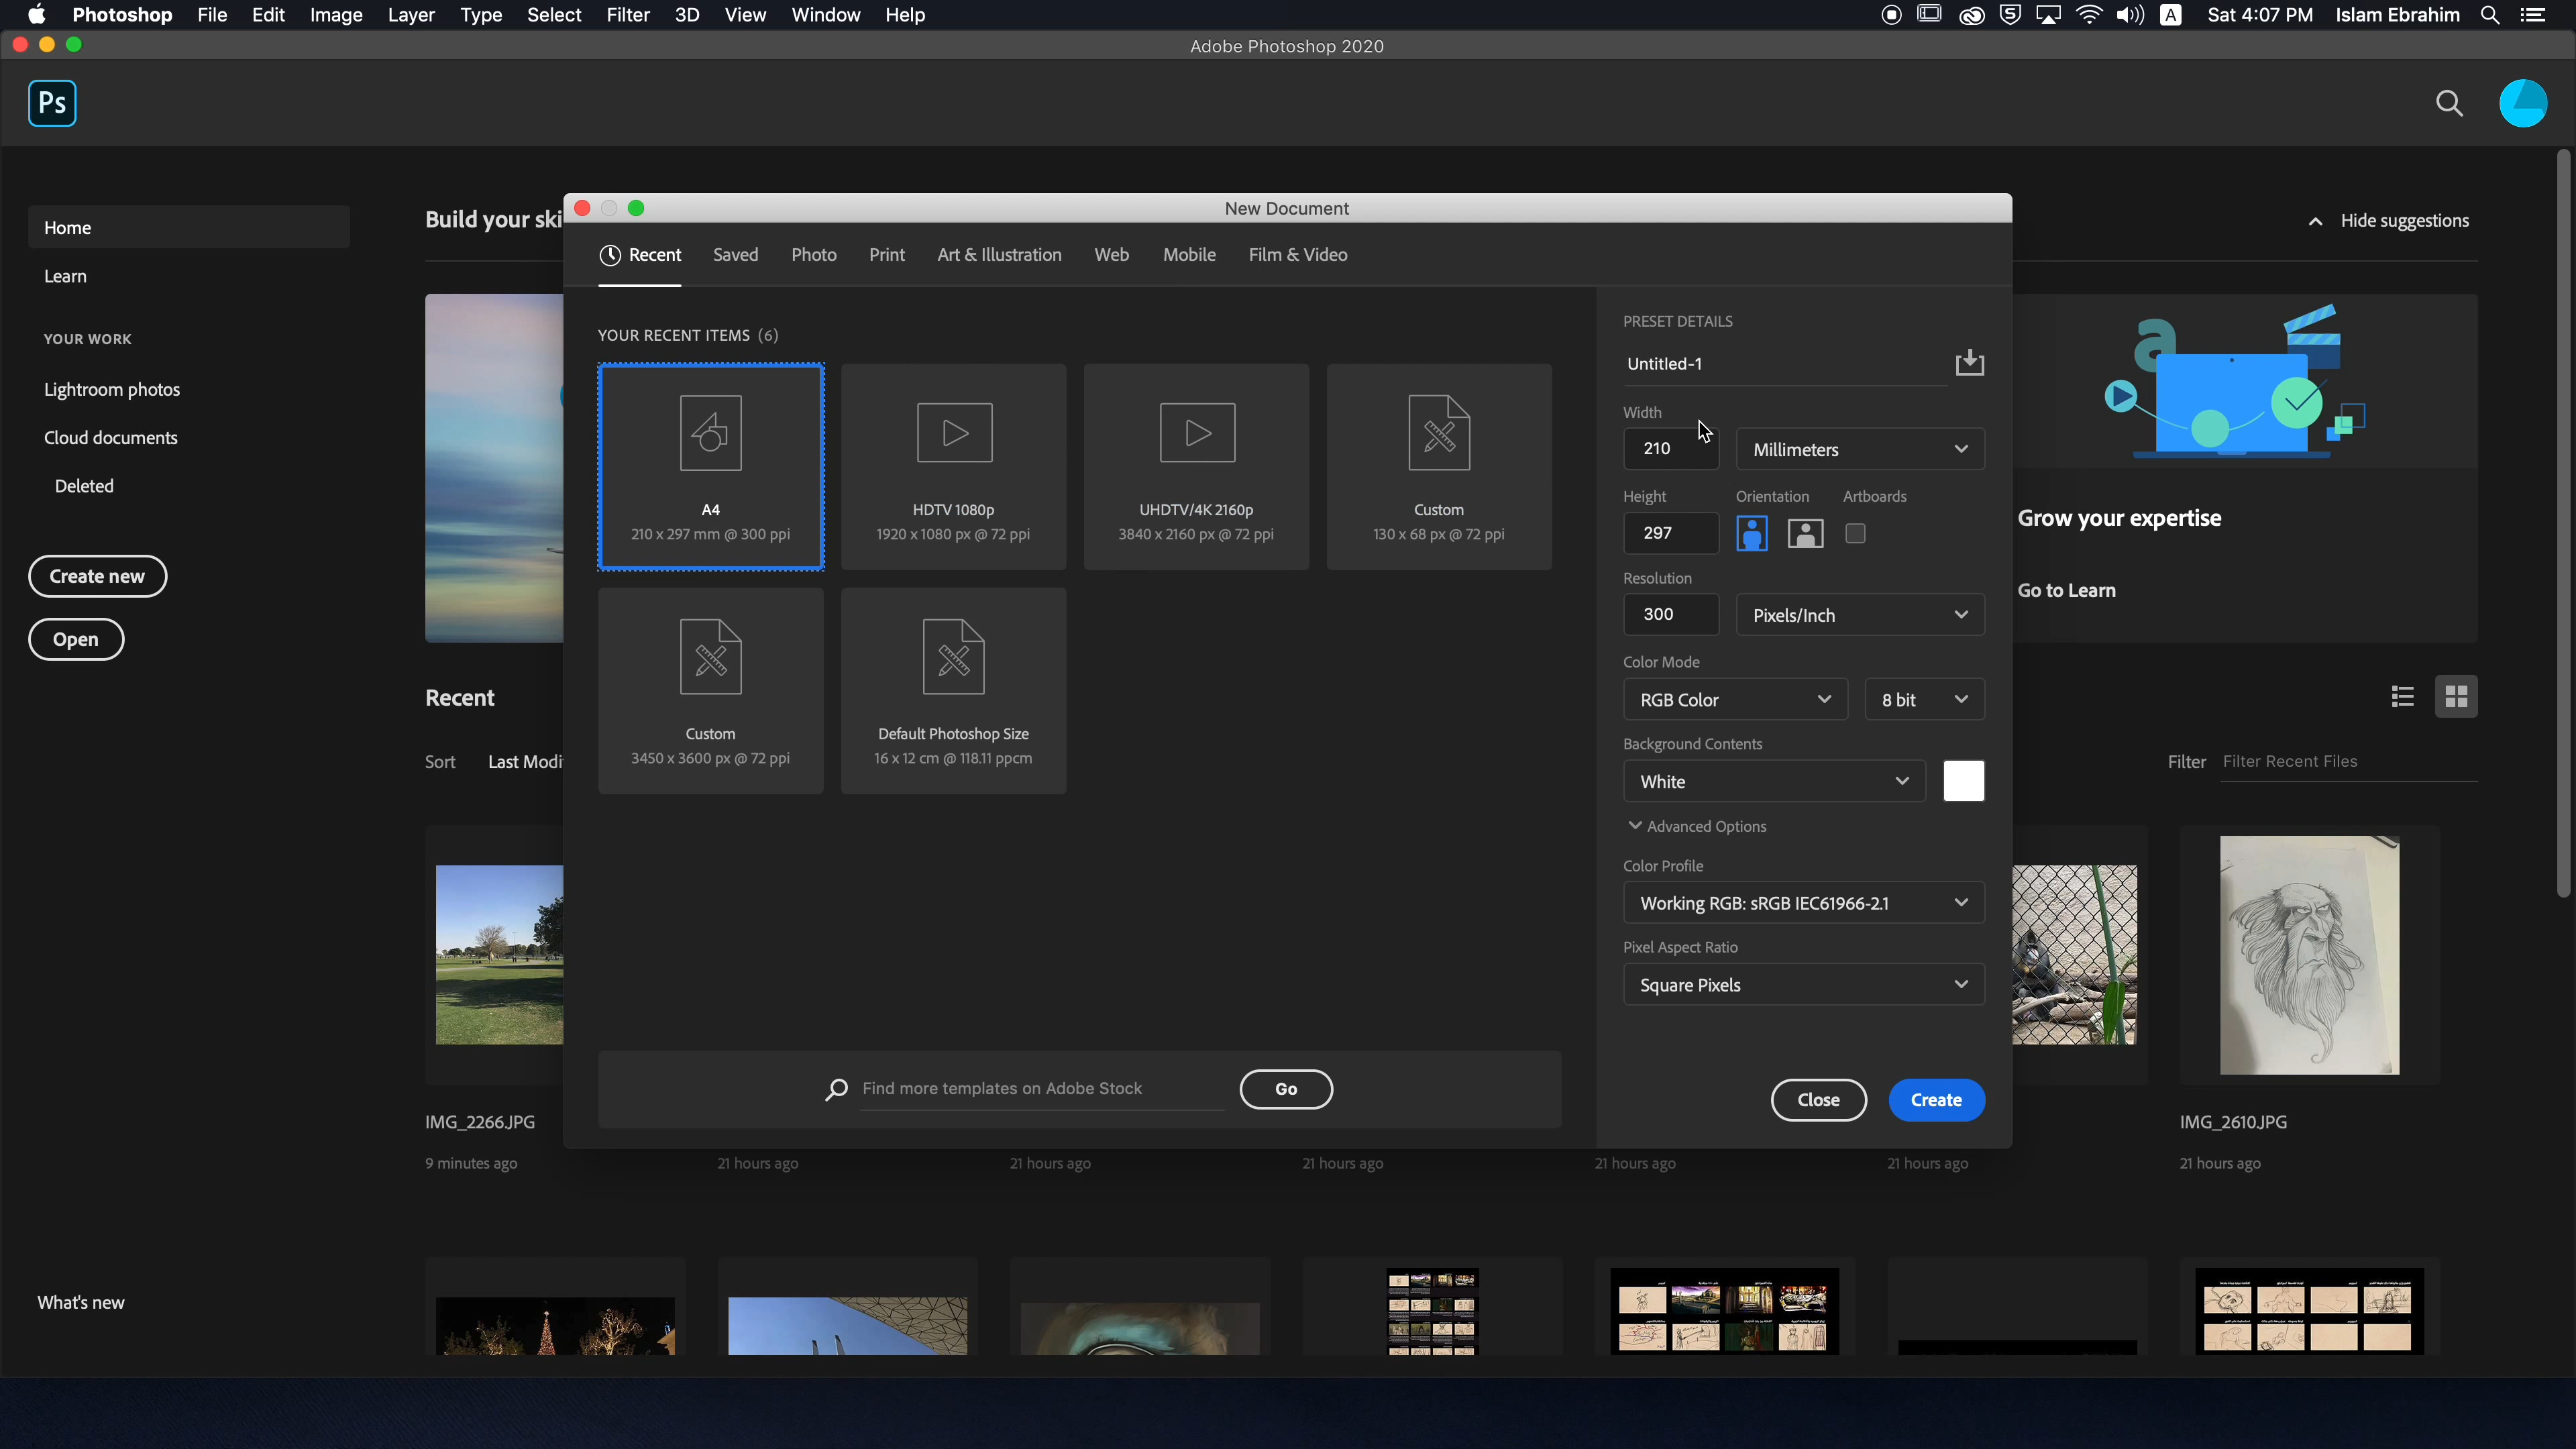 Photoshop File Edit Image Layer Type Select Filter 3D View Window Help A Sat 4:07 PM Islam Ebrahim
Adobe Photoshop 2020
Ps
Home
Learn
YOUR WORK
Lightroom photos
Cloud documents
Deleted
Create new
Open
What's new
Build your ski
Hide suggestions
New Document
Recent Saved Photo Print Art & Illustration Web Mobile Film & Video
YOUR RECENT ITEMS (6)
A4
210 x 297 mm @ 300 ppi
HDTV 1080p
1920 x 1080 px @ 72 ppi
UHDTV/4K 2160p
3840 x 2160 px @ 72 ppi
Custom
130 x 68 px @ 72 ppi
Custom
3450 x 3600 px @ 72 ppi
Default Photoshop Size
16 x 12 cm @ 118.11 ppcm
Find more templates on Adobe Stock
Go
PRESET DETAILS
Untitled-1
Width
210 Millimeters
Height Orientation Artboards
297
Resolution
300 Pixels/Inch
Color Mode
RGB Color 8 bit
Background Contents
White
Advanced Options
Color Profile
Working RGB: sRGB IEC61966-2.1
Pixel Aspect Ratio
Square Pixels
Close Create
a
Grow your expertise
Go to Learn
Recent
Sort Last Modi
Filter Filter Recent Files
IMG_2266.JPG
9 minutes ago
21 hours ago
21 hours ago
21 hours ago
21 hours ago
21 hours ago
IMG_2610.JPG
21 hours ago